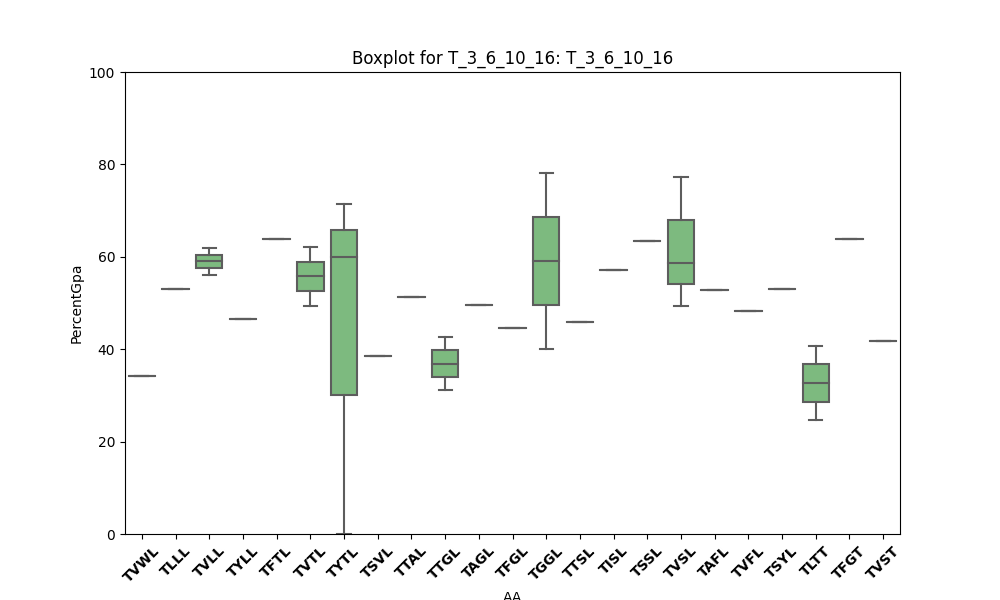 Boxplot for T_3_6_10_16: T_3_6_10_16
100
80
60
40
20
0
PercentGpa
TVWL TLLL TVLL TYLL TFTL TVTL TYTL TSVL TTAL TTGL TAGL TFGL TGGL TTSL TISL TSSL TVSL TAFL TVFL TSYL TLTT TFGT TVST
AA